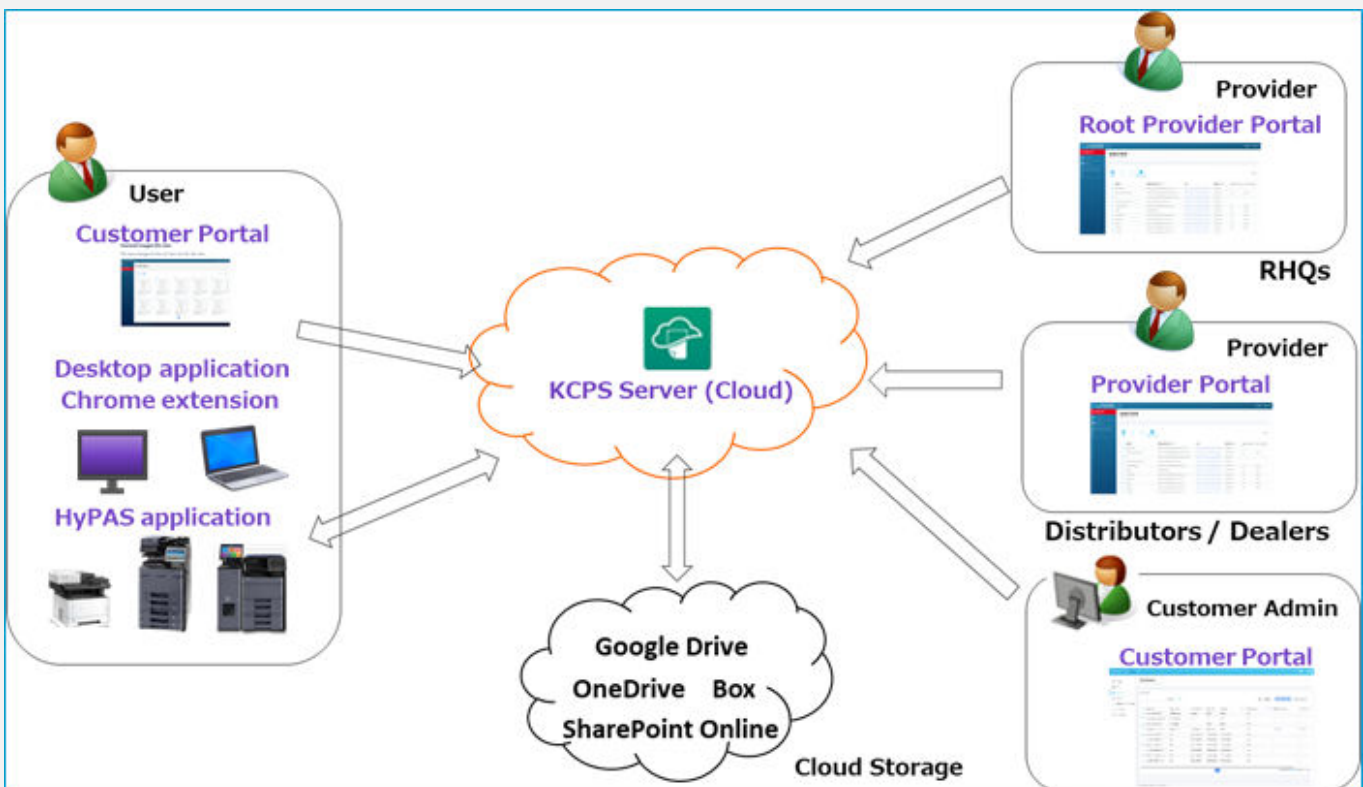 User
Customer Portal
Desktop application
Chrome extension
HyPAS application
KCPS Server (Cloud)
Google Drive
OneDrive Box
SharePoint Online
Cloud Storage
Provider
Root Provider Portal
RHQs
Provider
Provider Portal
Distributors / Dealers
Customer Admin
Customer Portal